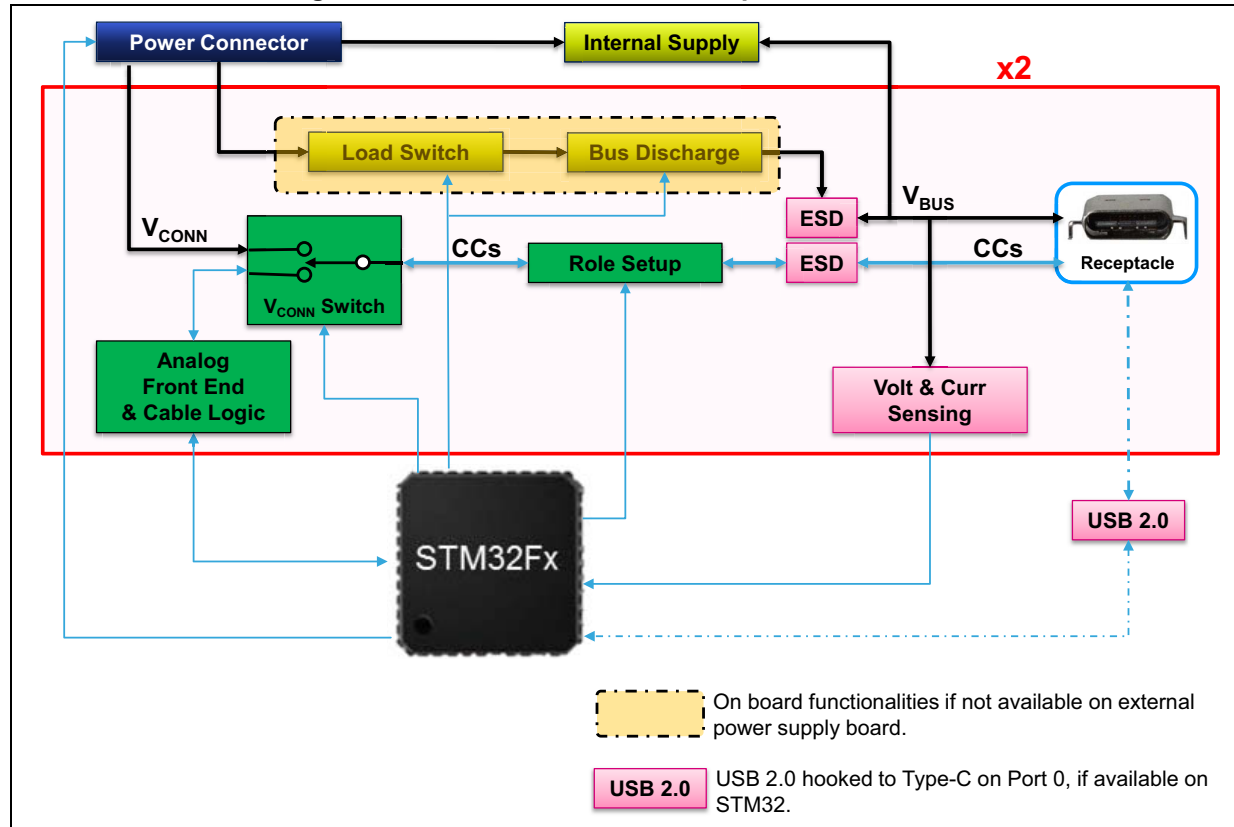 Power Connector
Internal Supply
x2
Load Switch
Bus Discharge
VCONN
ESD
VBUS
CCs
Role Setup
ESD
CCs
Receptacle
VCONN Switch
Analog
Front End
& Cable Logic
Volt & Curr
Sensing
STM32Fx
USB 2.0
On board functionalities if not available on external
power supply board.
USB 2.0
USB 2.0 hooked to Type-C on Port 0, if available on
STM32.